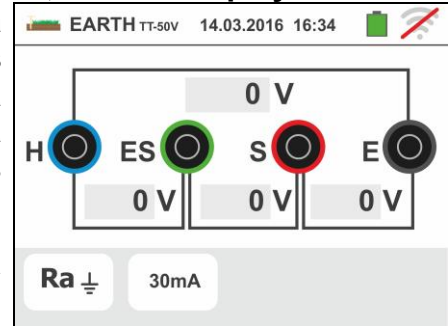 EARTH TT-50V 14.03.2016 16:34
0 V
H ES S E
0 V 0 V 0 V
Ra 30mA